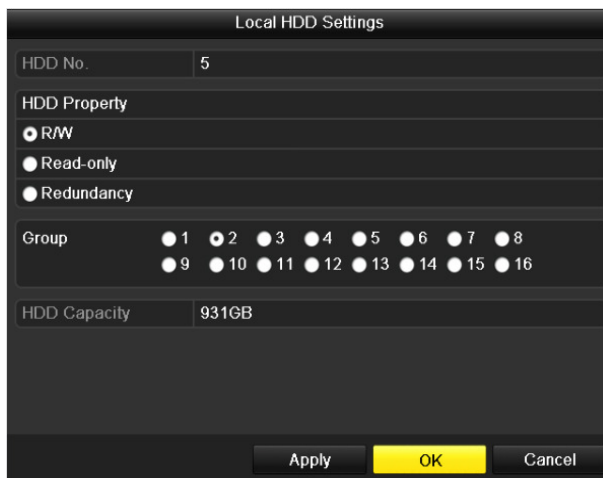 Local HDD Settings
HDD No. 5
HDD Property
R/W
Read-only
Redundancy
Group 1 2 3 4 5 6 7 8
9 10 11 12 13 14 15 16
HDD Capacity 931GB
Apply OK Cancel